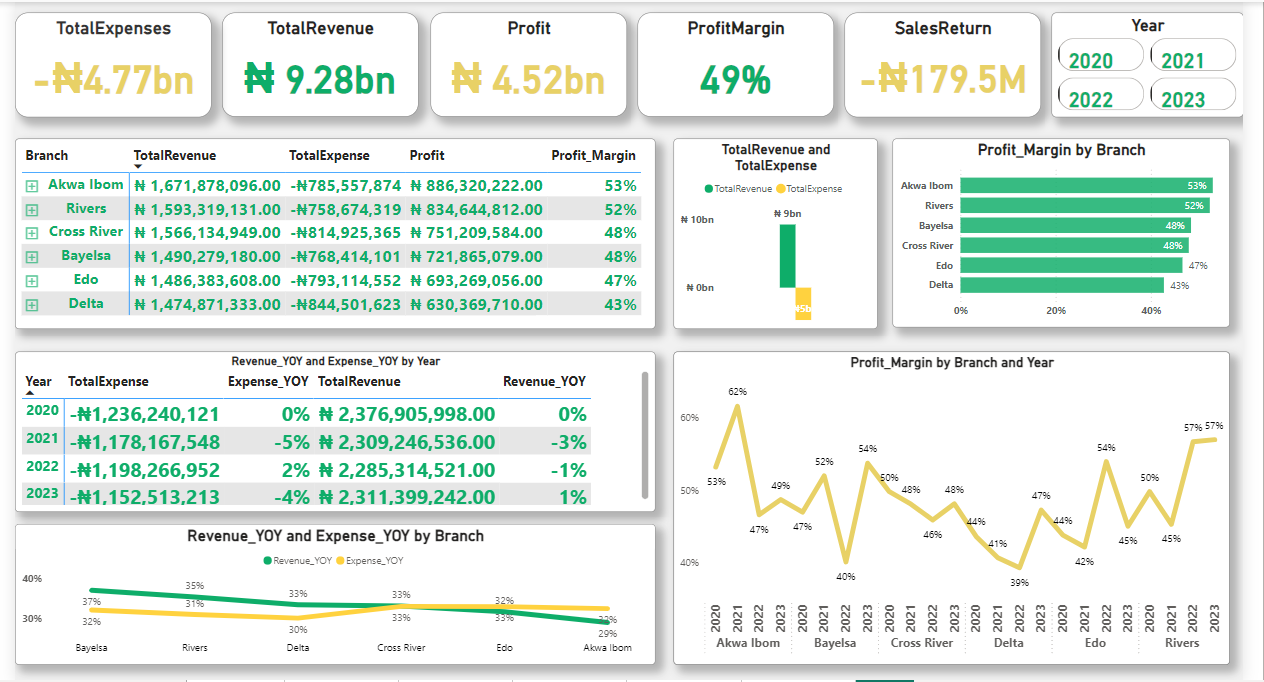 TotalExpenses
-₦4.77bn
TotalRevenue
₦ 9.28bn
Profit
₦ 4.52bn
ProfitMargin
49%
SalesReturn
-₦179.5M
Year
2020 2021
2022 2023
Branch TotalRevenue TotalExpense Profit Profit_Margin
Akwa Ibom ₦ 1,671,878,096.00 -₦785,557,874 ₦ 886,320,222.00 53%
Rivers ₦ 1,593,319,131.00 -₦758,674,319 ₦ 834,644,812.00 52%
Cross River ₦ 1,566,134,949.00 -₦814,925,365 ₦ 751,209,584.00 48%
Bayelsa ₦ 1,490,279,180.00 -₦768,414,101 ₦ 721,865,079.00 48%
Edo ₦ 1,486,383,608.00 -₦793,114,552 ₦ 693,269,056.00 47%
Delta ₦ 1,474,871,333.00 -₦844,501,623 ₦ 630,369,710.00 43%
TotalRevenue and
TotalExpense
TotalRevenue TotalExpense
₦ 9bn
₦ 10bn
₦ 0bn
Profit_Margin by Branch
Akwa Ibom 53%
Rivers 52%
Bayelsa 48%
Cross River 48%
Edo 47%
Delta 43%
0% 20% 40%
Revenue_YOY and Expense_YOY by Year
Year TotalExpense Expense_YOY TotalRevenue Revenue_YOY
2020 -₦1,236,240,121 0% ₦ 2,376,905,998.00 0%
2021 -₦1,178,167,548 -5% ₦ 2,309,246,536.00 -3%
2022 -₦1,198,266,952 2% ₦ 2,285,314,521.00 -1%
2023 -₦1,152,513,213 -4% ₦ 2,311,399,242.00 1%
Revenue_YOY and Expense_YOY by Branch
Revenue_YOY Expense_YOY
40%
30%
37% 35% 33% 33% 32% 32%
32% 31% 30% 33% 33% 29%
Bayelsa Rivers Delta Cross River Edo Akwa Ibom
Profit_Margin by Branch and Year
60%
50%
40%
53% 62% 47% 49% 47% 52% 40% 54% 50% 48% 46% 48% 44% 41% 39% 47% 44% 42% 54% 45% 50% 45% 57% 57%
2020 2021 2022 2023 2020 2021 2022 2023 2020 2021 2022 2023 2020 2021 2022 2023 2020 2021 2022 2023 2020 2021 2022 2023
Akwa Ibom Bayelsa Cross River Delta Edo Rivers